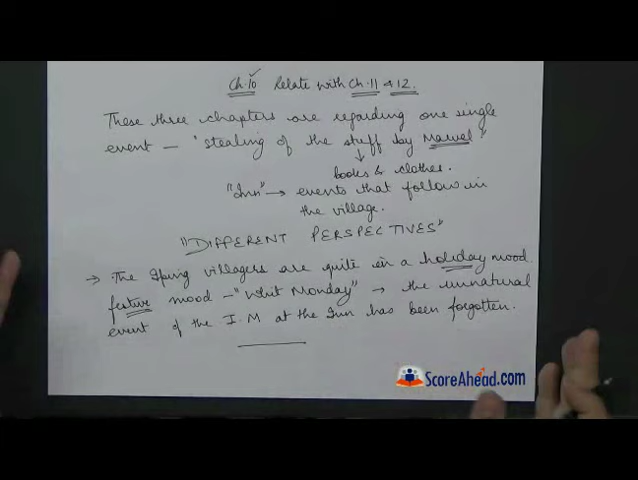 Ch.10 Relate with Ch.11 & 12.
These three chapters are regarding one single
event – "stealing of the stuff by Marvel"
books & clothes.
"Inn" → events that follow in
the village.
"DIFFERENT PERSPECTIVES"
→ The Iping villagers are quite in a holiday mood
festive mood – "Whit Monday" → the unnatural
event of the I.M at the Inn has been forgotten.
ScoreAhead.com